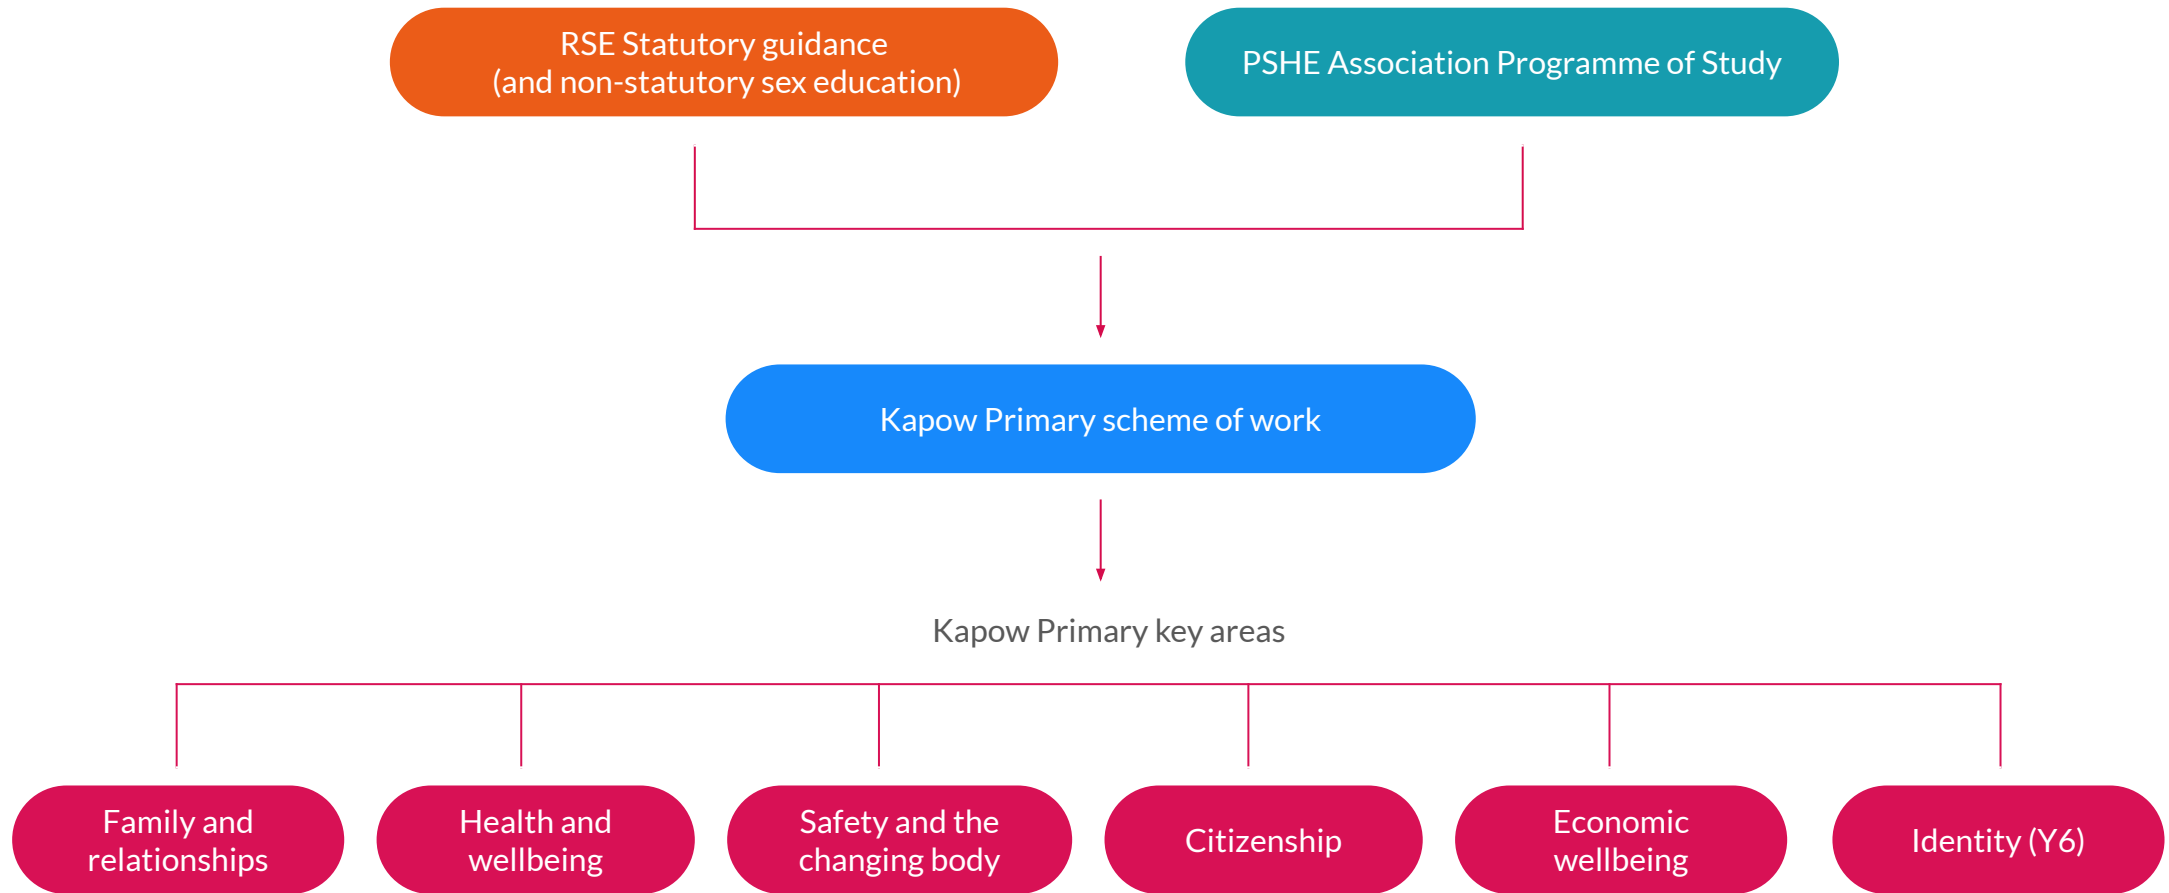 RSE Statutory guidance
(and non-statutory sex education)
PSHE Association Programme of Study
Kapow Primary scheme of work
Kapow Primary key areas
Family and
relationships
Health and
wellbeing
Safety and the
changing body
Citizenship
Economic
wellbeing
Identity (Y6)